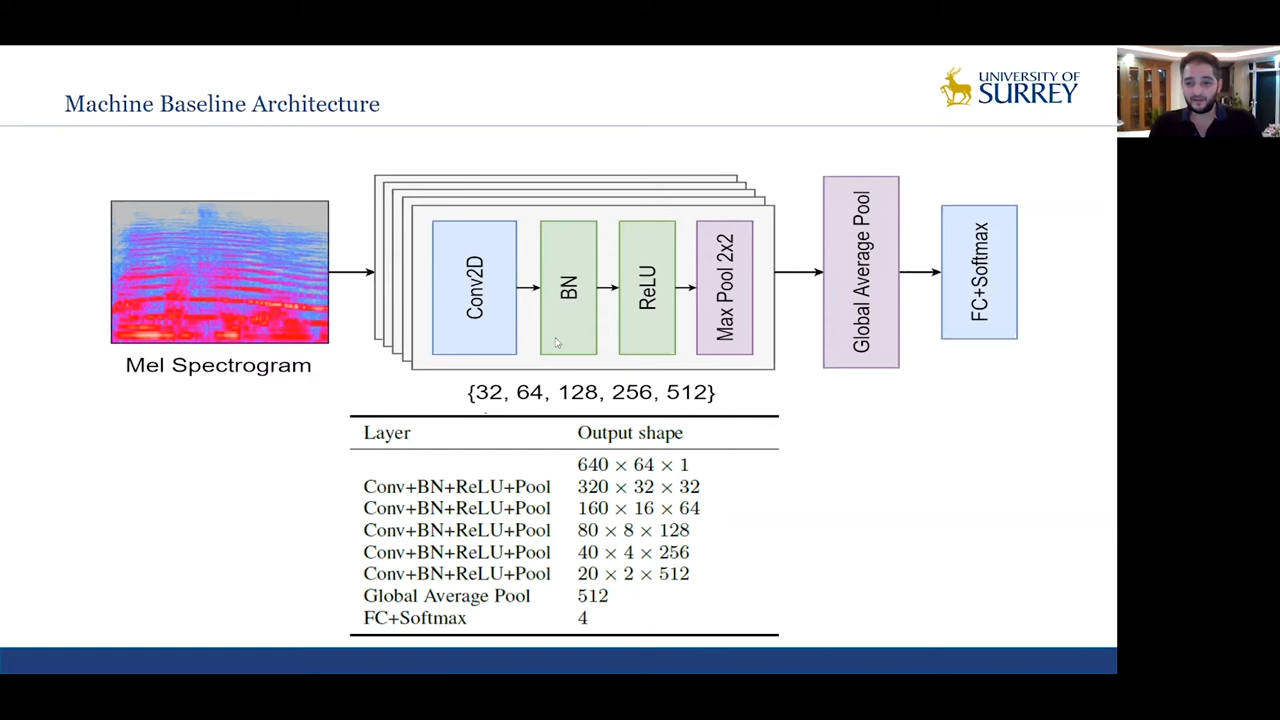 Machine Baseline Architecture
UNIVERSITY OF
SURREY
Mel Spectrogram
Conv2D
BN
ReLU
Max Pool 2x2
{32, 64, 128, 256, 512}
Global Average Pool
FC+Softmax
Layer Output shape
640 × 64 × 1
Conv+BN+ReLU+Pool 320 × 32 × 32
Conv+BN+ReLU+Pool 160 × 16 × 64
Conv+BN+ReLU+Pool 80 × 8 × 128
Conv+BN+ReLU+Pool 40 × 4 × 256
Conv+BN+ReLU+Pool 20 × 2 × 512
Global Average Pool 512
FC+Softmax 4